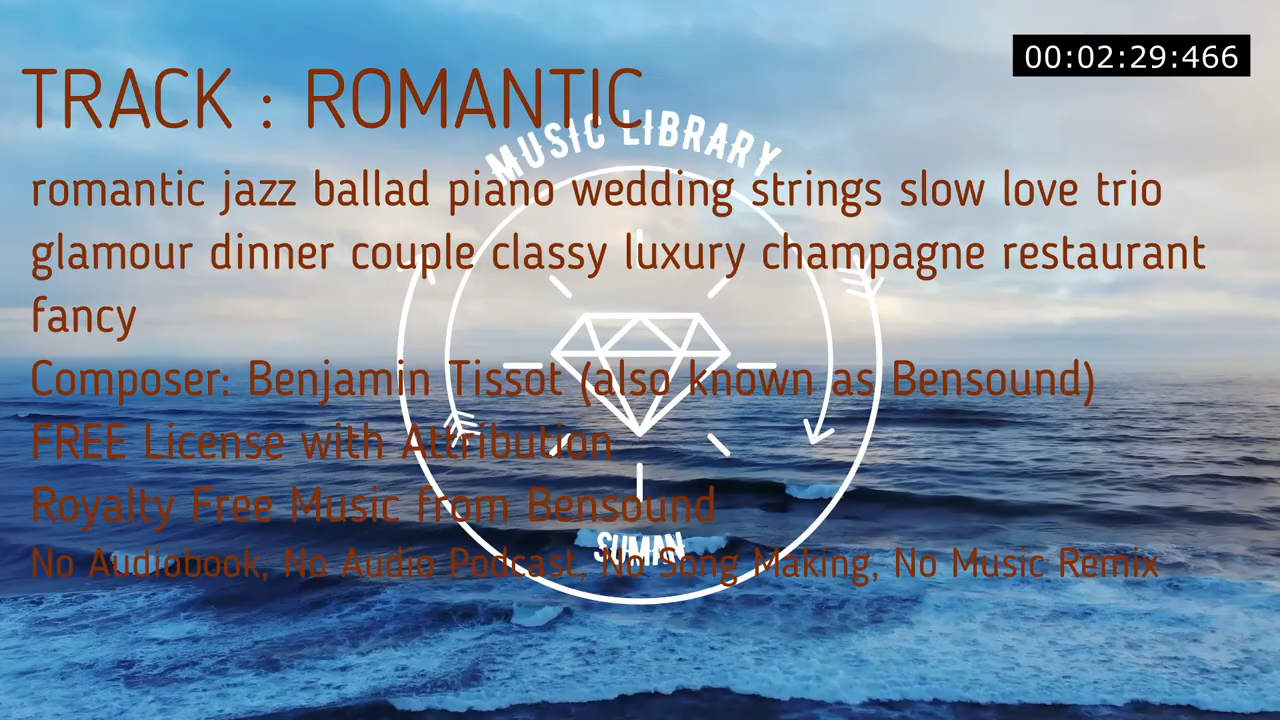 00:02:29:466
TRACK : ROMANTIC
MUSIC LIBRARY
romantic jazz ballad piano wedding strings slow love trio
glamour dinner couple classy luxury champagne restaurant
fancy
Composer: Benjamin Tissot (also known as Bensound)
FREE License with Attribution
Royalty Free Music from Bensound
SUMAN
No Audiobook, No Audio Podcast, No Song Making, No Music Remix